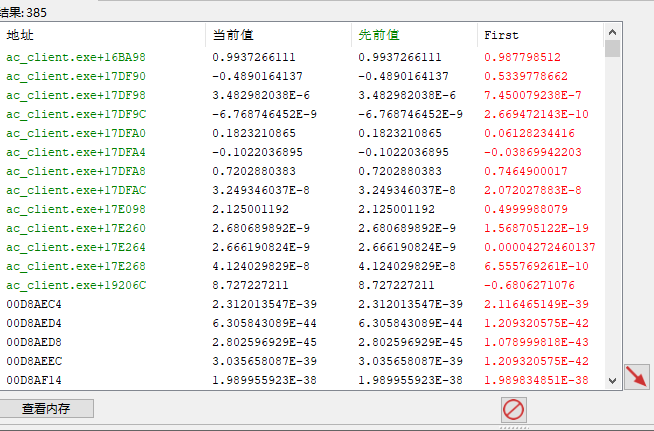 结果: 385
地址 当前值 先前值 First
ac_client.exe+16BA98 0.9937266111 0.9937266111 0.987798512
ac_client.exe+17DF90 -0.4890164137 -0.4890164137 0.5339778662
ac_client.exe+17DF98 3.482982038E-6 3.482982038E-6 7.450079238E-7
ac_client.exe+17DF9C -6.768746452E-9 -6.768746452E-9 2.669472143E-10
ac_client.exe+17DFA0 0.1823210865 0.1823210865 0.06128234416
ac_client.exe+17DFA4 -0.1022036895 -0.1022036895 -0.03869942203
ac_client.exe+17DFA8 0.7202880383 0.7202880383 0.7464900017
ac_client.exe+17DFAC 3.249346037E-8 3.249346037E-8 2.072027883E-8
ac_client.exe+17E098 2.125001192 2.125001192 0.4999988079
ac_client.exe+17E260 2.680689892E-9 2.680689892E-9 1.568705122E-19
ac_client.exe+17E264 2.666190824E-9 2.666190824E-9 0.00004272460137
ac_client.exe+17E268 4.124029829E-8 4.124029829E-8 6.555769261E-10
ac_client.exe+19206C 8.727227211 8.727227211 -0.6806271076
00D8AEC4 2.312013547E-39 2.312013547E-39 2.116465149E-39
00D8AED4 6.305843089E-44 6.305843089E-44 1.209320575E-42
00D8AED8 2.802596929E-45 2.802596929E-45 1.078999818E-43
00D8AEEC 3.035658087E-39 3.035658087E-39 1.209320575E-42
00D8AF14 1.989955923E-38 1.989955923E-38 1.989834851E-38
查看内存